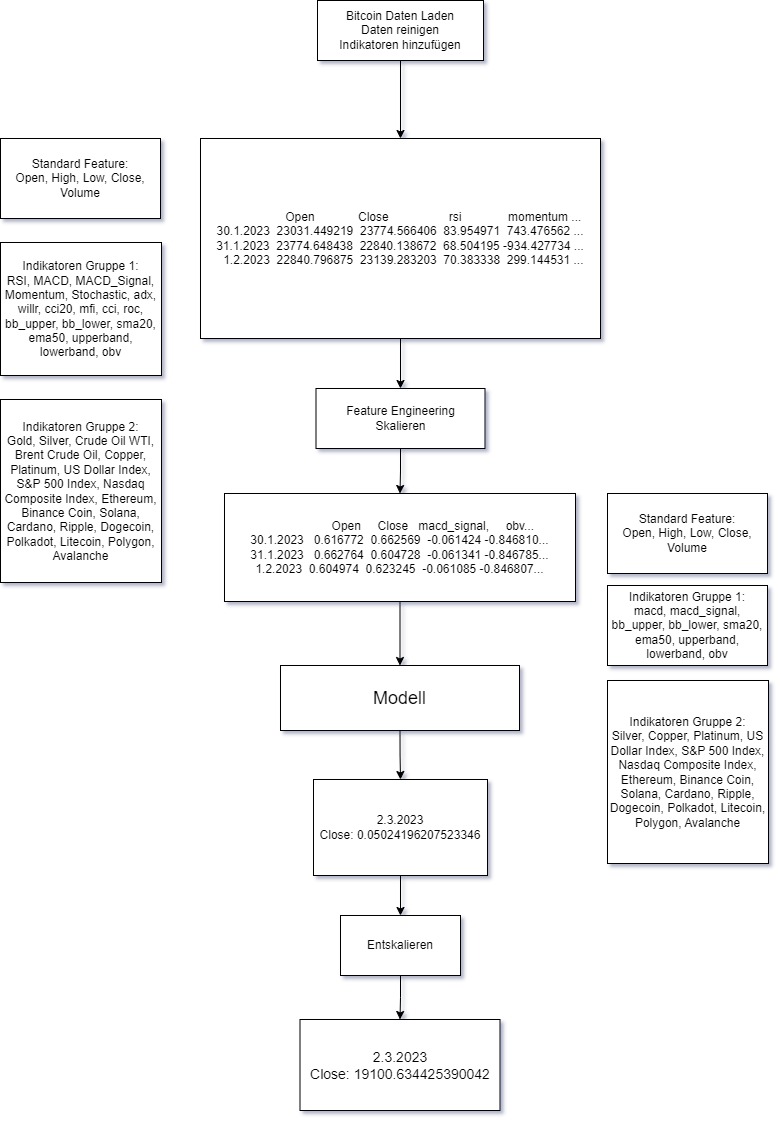 Bitcoin Daten Laden
Daten reinigen
Indikatoren hinzufügen
Standard Feature:
Open, High, Low, Close,
Volume
Indikatoren Gruppe 1:
RSI, MACD, MACD_Signal,
Momentum, Stochastic, adx,
willr, cci20, mfi, cci, roc,
bb_upper, bb_lower, sma20,
ema50, upperband,
lowerband, obv
Indikatoren Gruppe 2:
Gold, Silver, Crude Oil WTI,
Brent Crude Oil, Copper,
Platinum, US Dollar Index,
S&P 500 Index, Nasdaq
Composite Index, Ethereum,
Binance Coin, Solana,
Cardano, Ripple, Dogecoin,
Polkadot, Litecoin, Polygon,
Avalanche
Open Close rsi momentum ...
30.1.2023 23031.449219 23774.566406 83.954971 743.476562 ...
31.1.2023 23774.648438 22840.138672 68.504195 -934.427734 ...
1.2.2023 22840.796875 23139.283203 70.383338 299.144531 ...
Feature Engineering
Skalieren
Open Close macd_signal, obv...
30.1.2023 0.616772 0.662569 -0.061424 -0.846810...
31.1.2023 0.662764 0.604728 -0.061341 -0.846785...
1.2.2023 0.604974 0.623245 -0.061085 -0.846807...
Standard Feature:
Open, High, Low, Close,
Volume
Indikatoren Gruppe 1:
macd, macd_signal,
bb_upper, bb_lower, sma20,
ema50, upperband,
lowerband, obv
Indikatoren Gruppe 2:
Silver, Copper, Platinum, US
Dollar Index, S&P 500 Index,
Nasdaq Composite Index,
Ethereum, Binance Coin,
Solana, Cardano, Ripple,
Dogecoin, Polkadot, Litecoin,
Polygon, Avalanche
Modell
2.3.2023
Close: 0.05024196207523346
Entskalieren
2.3.2023
Close: 19100.634425390042